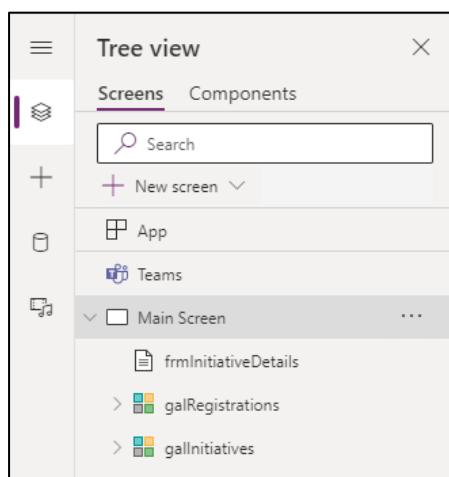 Tree view
Screens Components
Search
New screen
App
Teams
Main Screen
frmInitiativeDetails
galRegistrations
galInitiatives